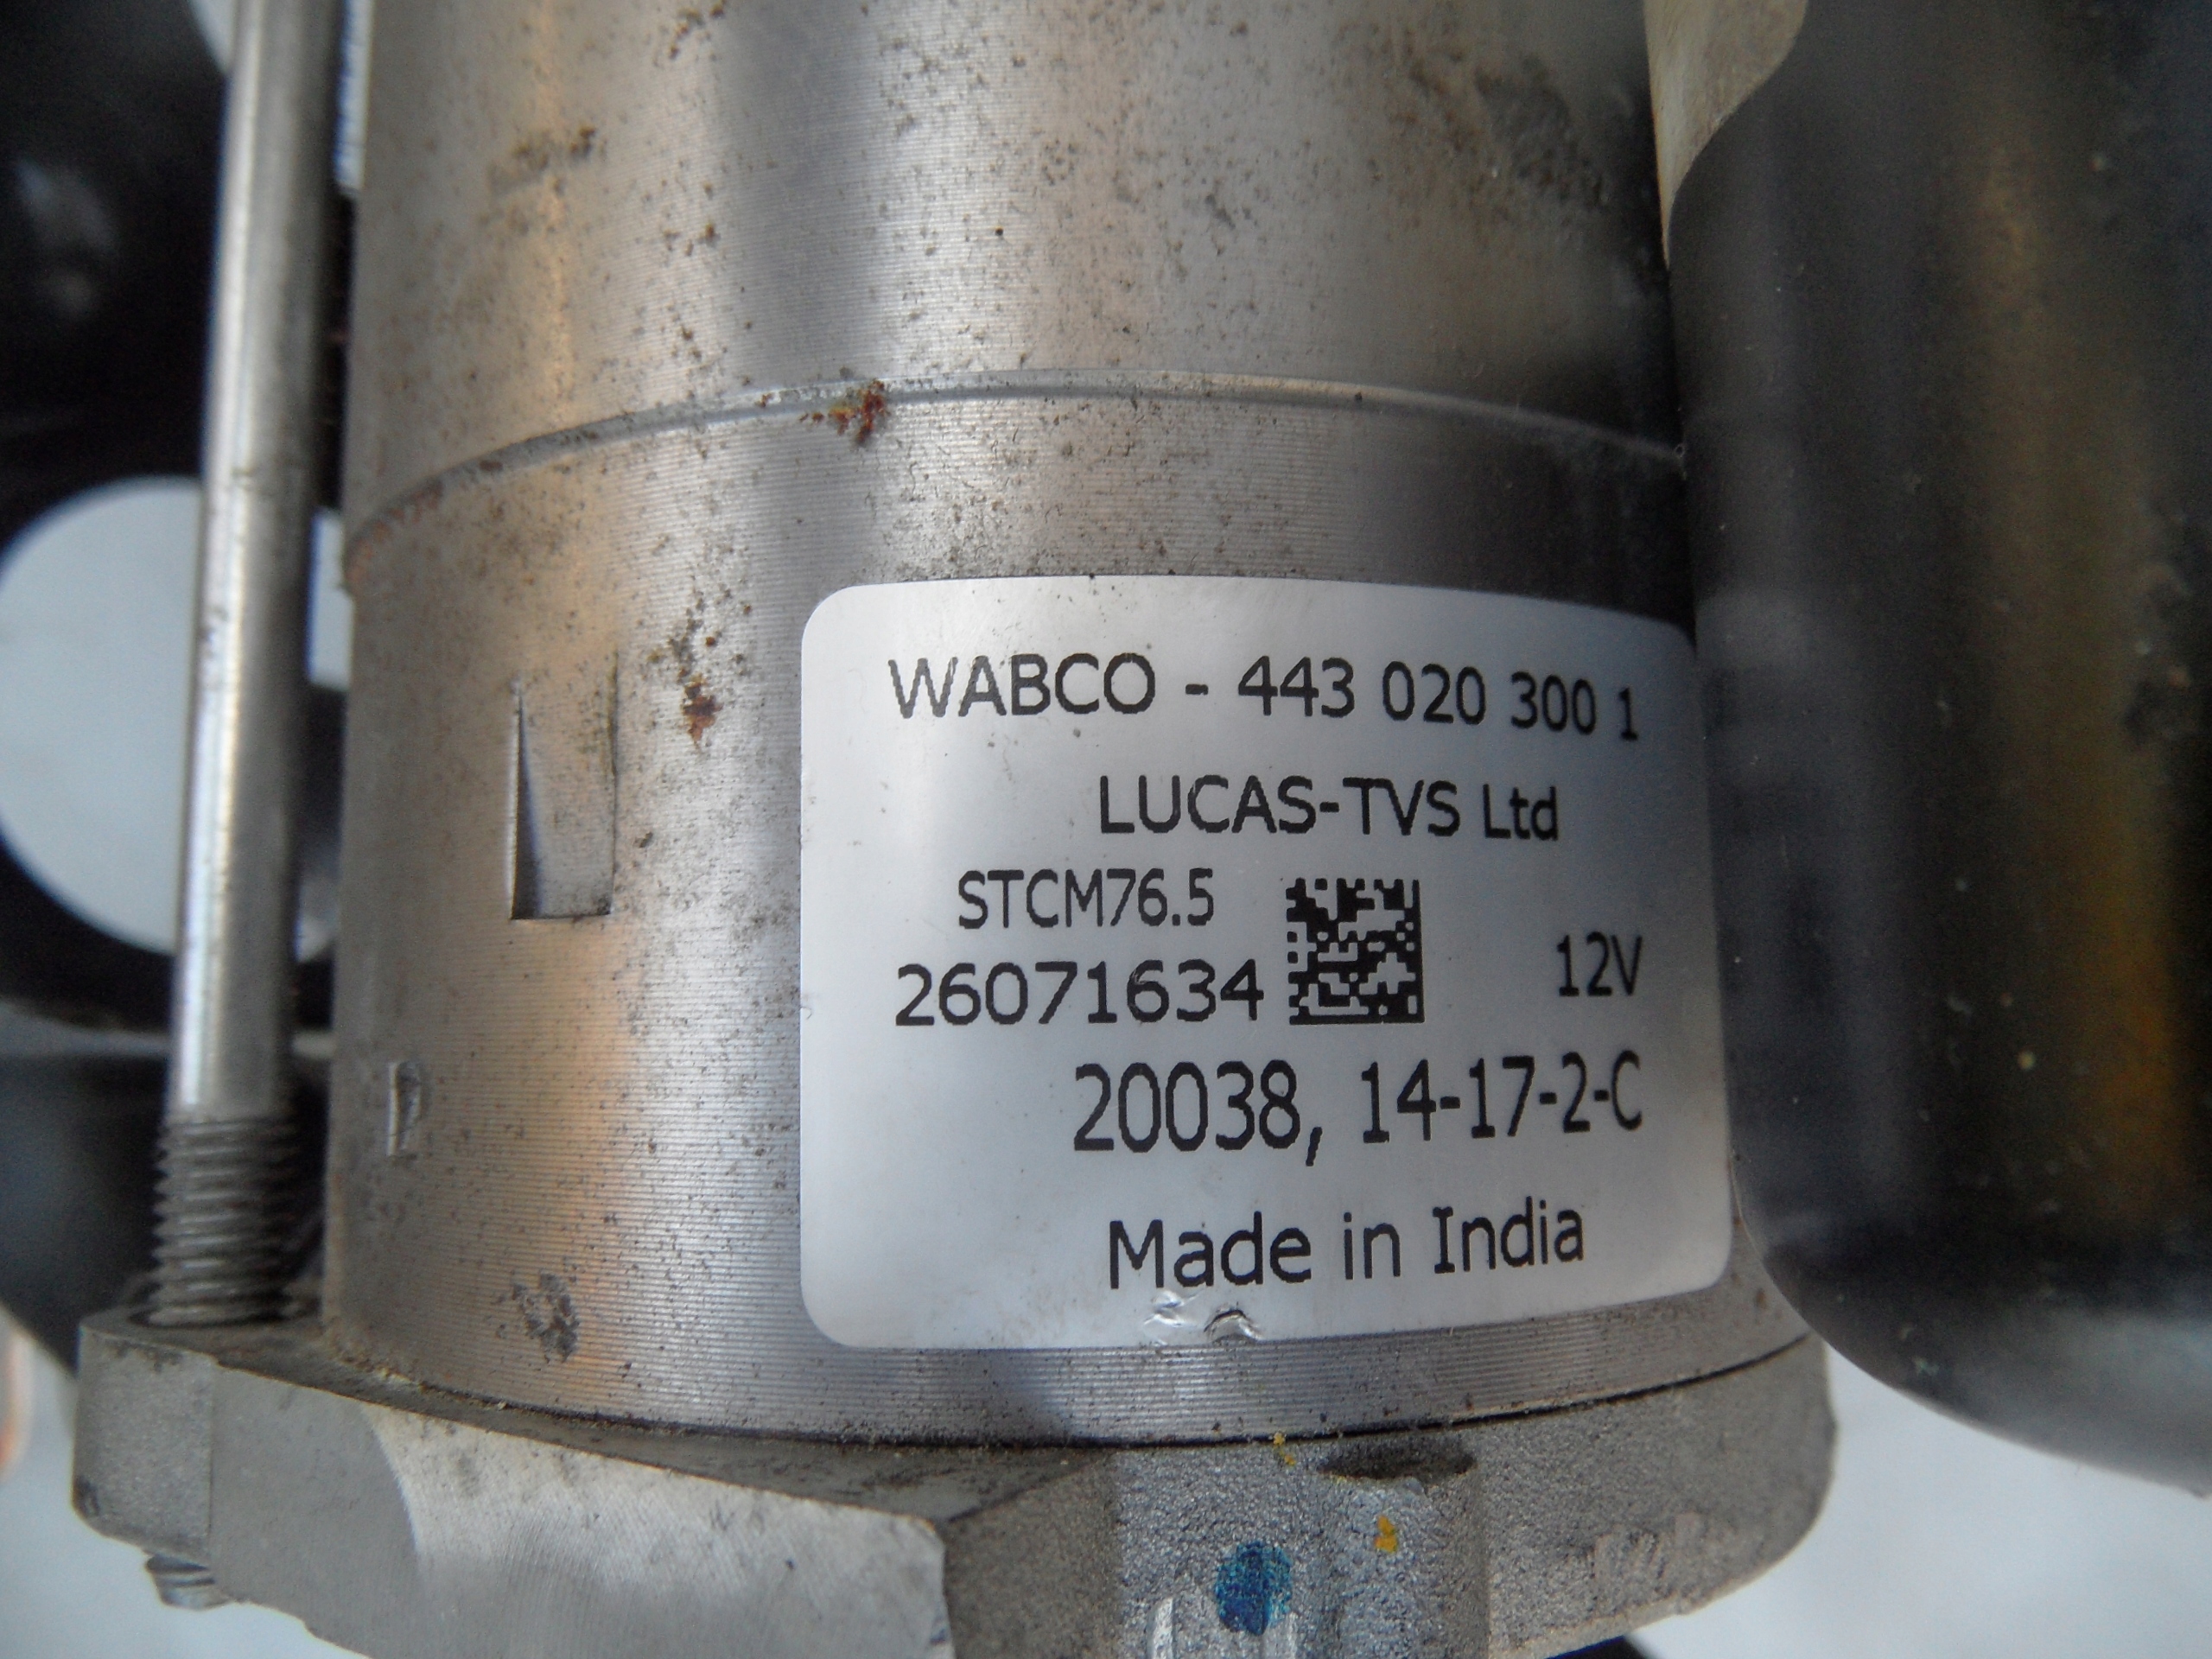 WABCO - 443 020 300 1
LUCAS-TVS Ltd
STCM76.5
26071634
12V
20038, 14-17-2-C
Made in India